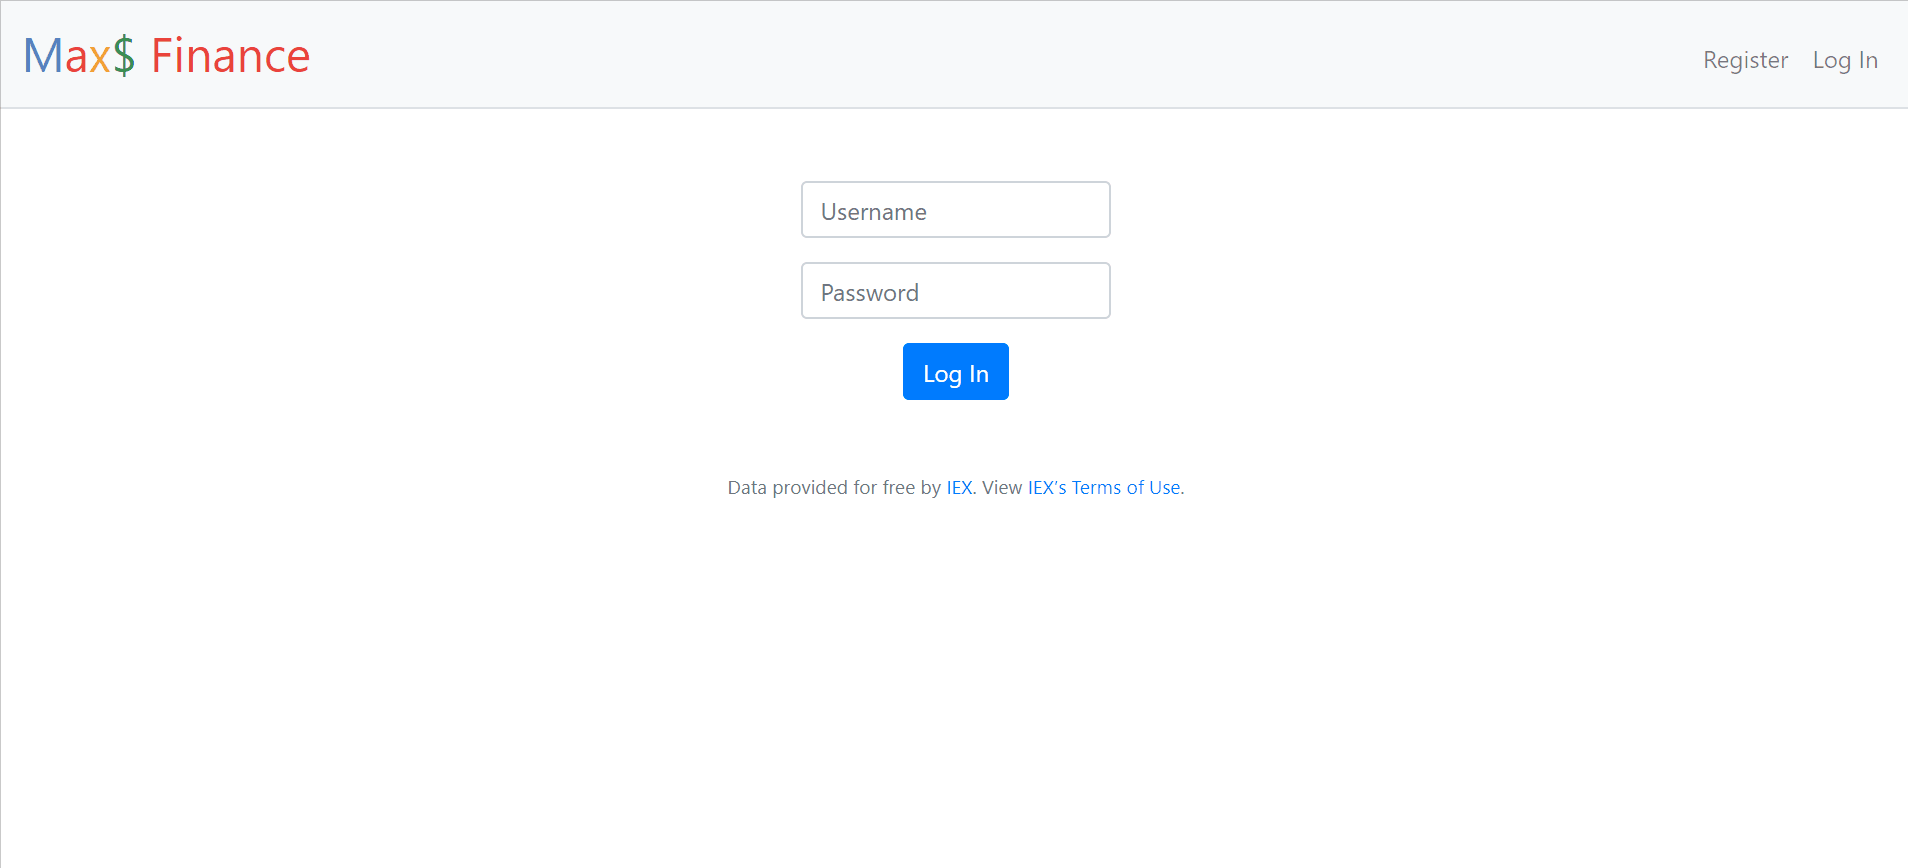 Max$ Finance
Register Log In
Username
Password
Log In
Data provided for free by IEX. View IEX’s Terms of Use.